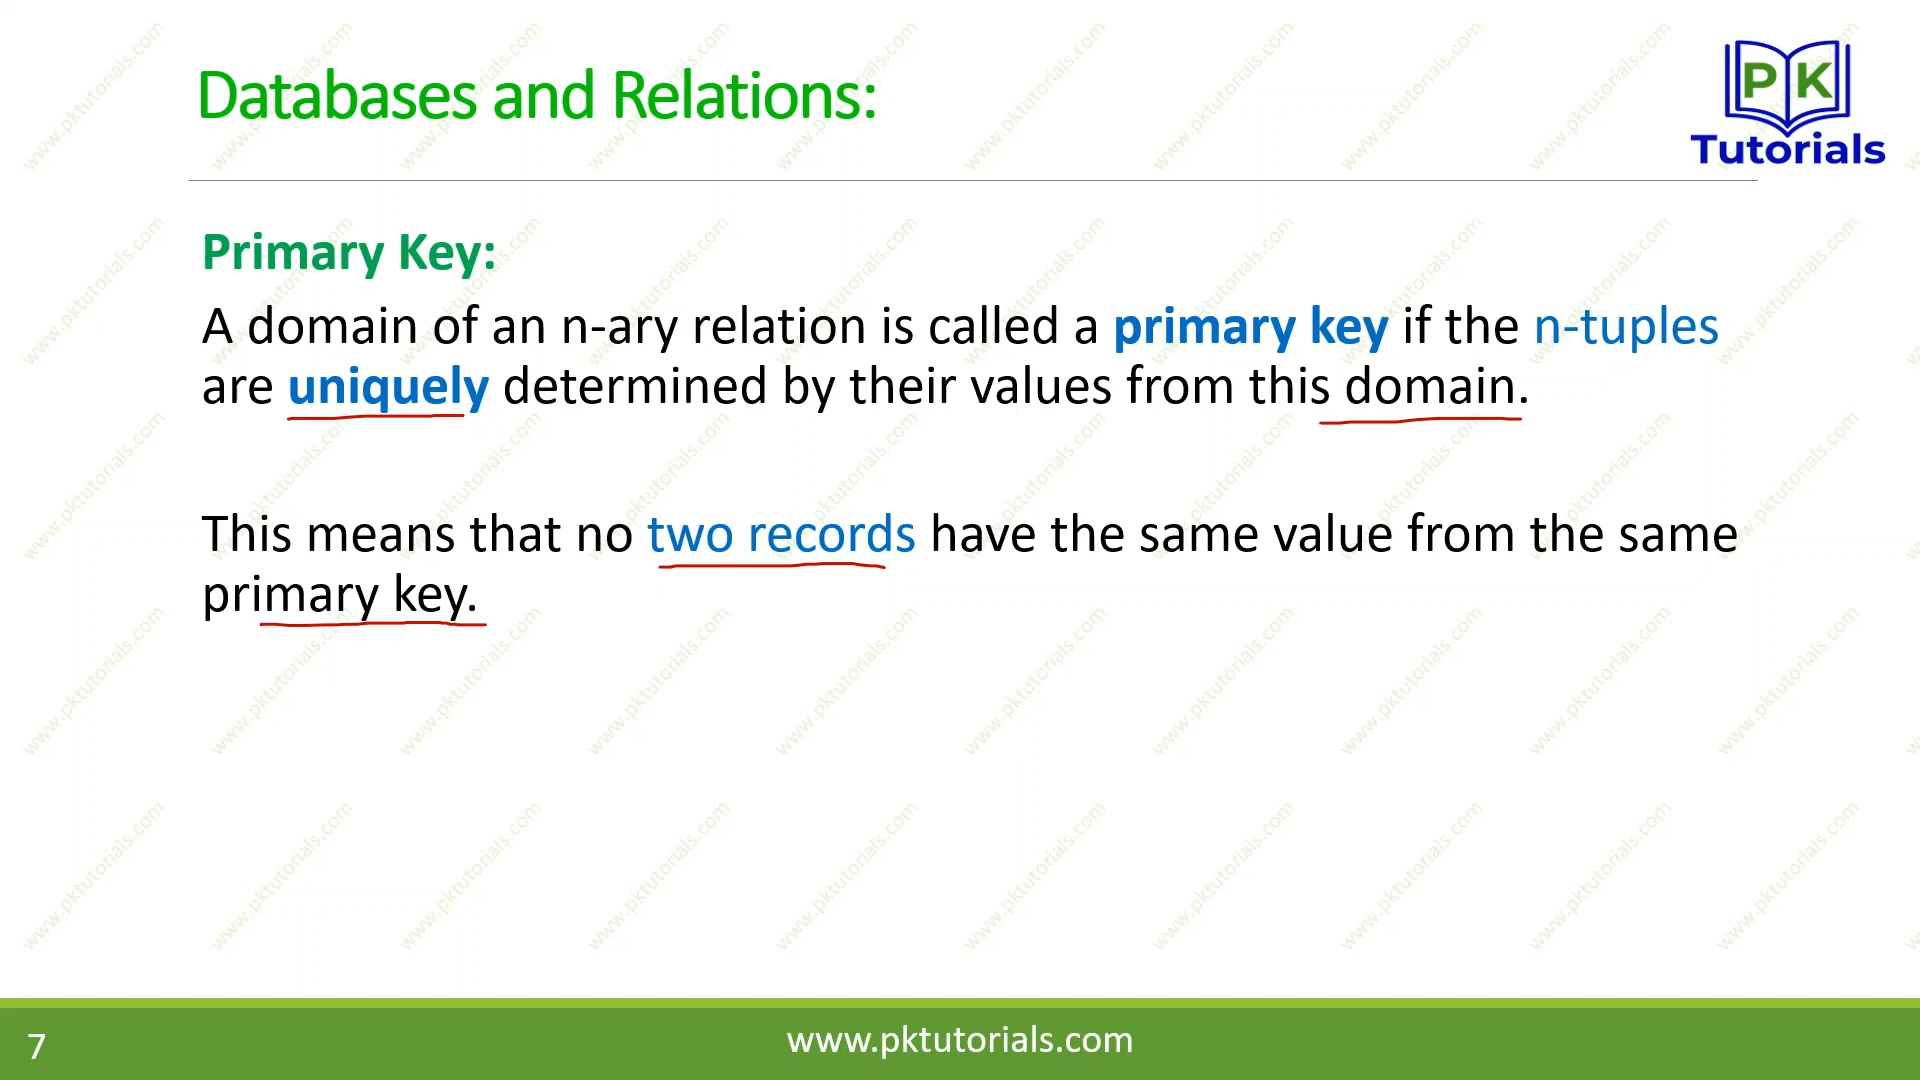 Databases and Relations:
P K
Tutorials
Primary Key:
A domain of an n-ary relation is called a primary key if the n-tuples
are uniquely determined by their values from this domain.
This means that no two records have the same value from the same
primary key.
7
www.pktutorials.com